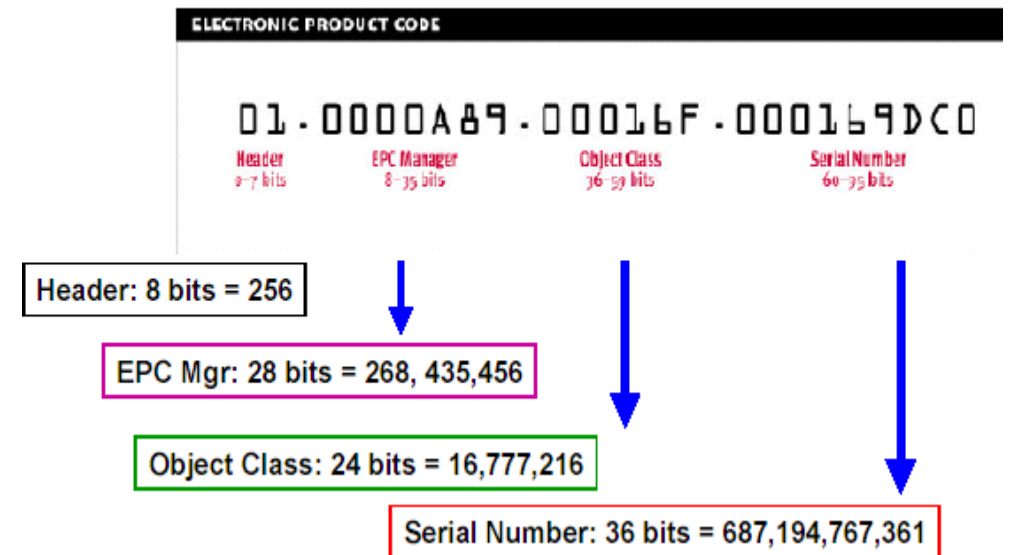 ELECTRONIC PRODUCT CODE
01.0000A89.00016F.000169DC0
Header EPC Manager Object Class Serial Number
0-7 bits 8-35 bits 36-59 bits 60-95 bits
Header: 8 bits = 256
EPC Mgr: 28 bits = 268, 435,456
Object Class: 24 bits = 16,777,216
Serial Number: 36 bits = 687,194,767,361